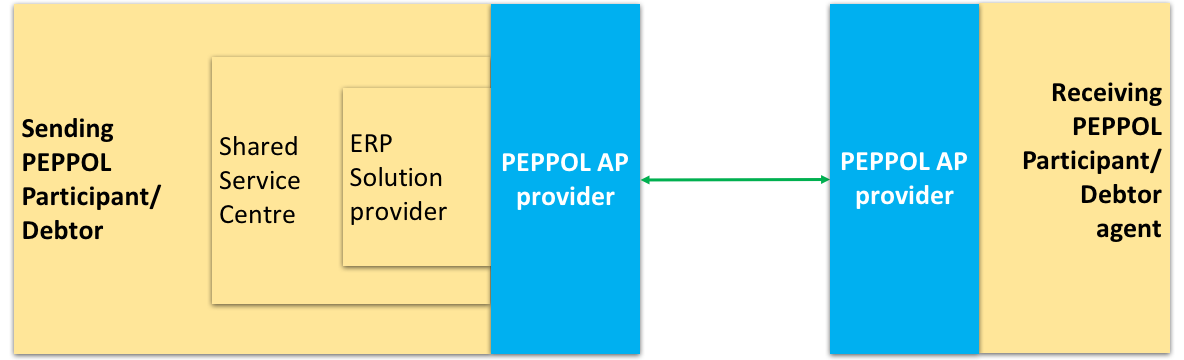 Sending
PEPPOL
Participant/
Debtor
Shared
Service
Centre
ERP
Solution
provider
PEPPOL AP
provider
PEPPOL AP
provider
Receiving
PEPPOL
Participant/
Debtor
agent